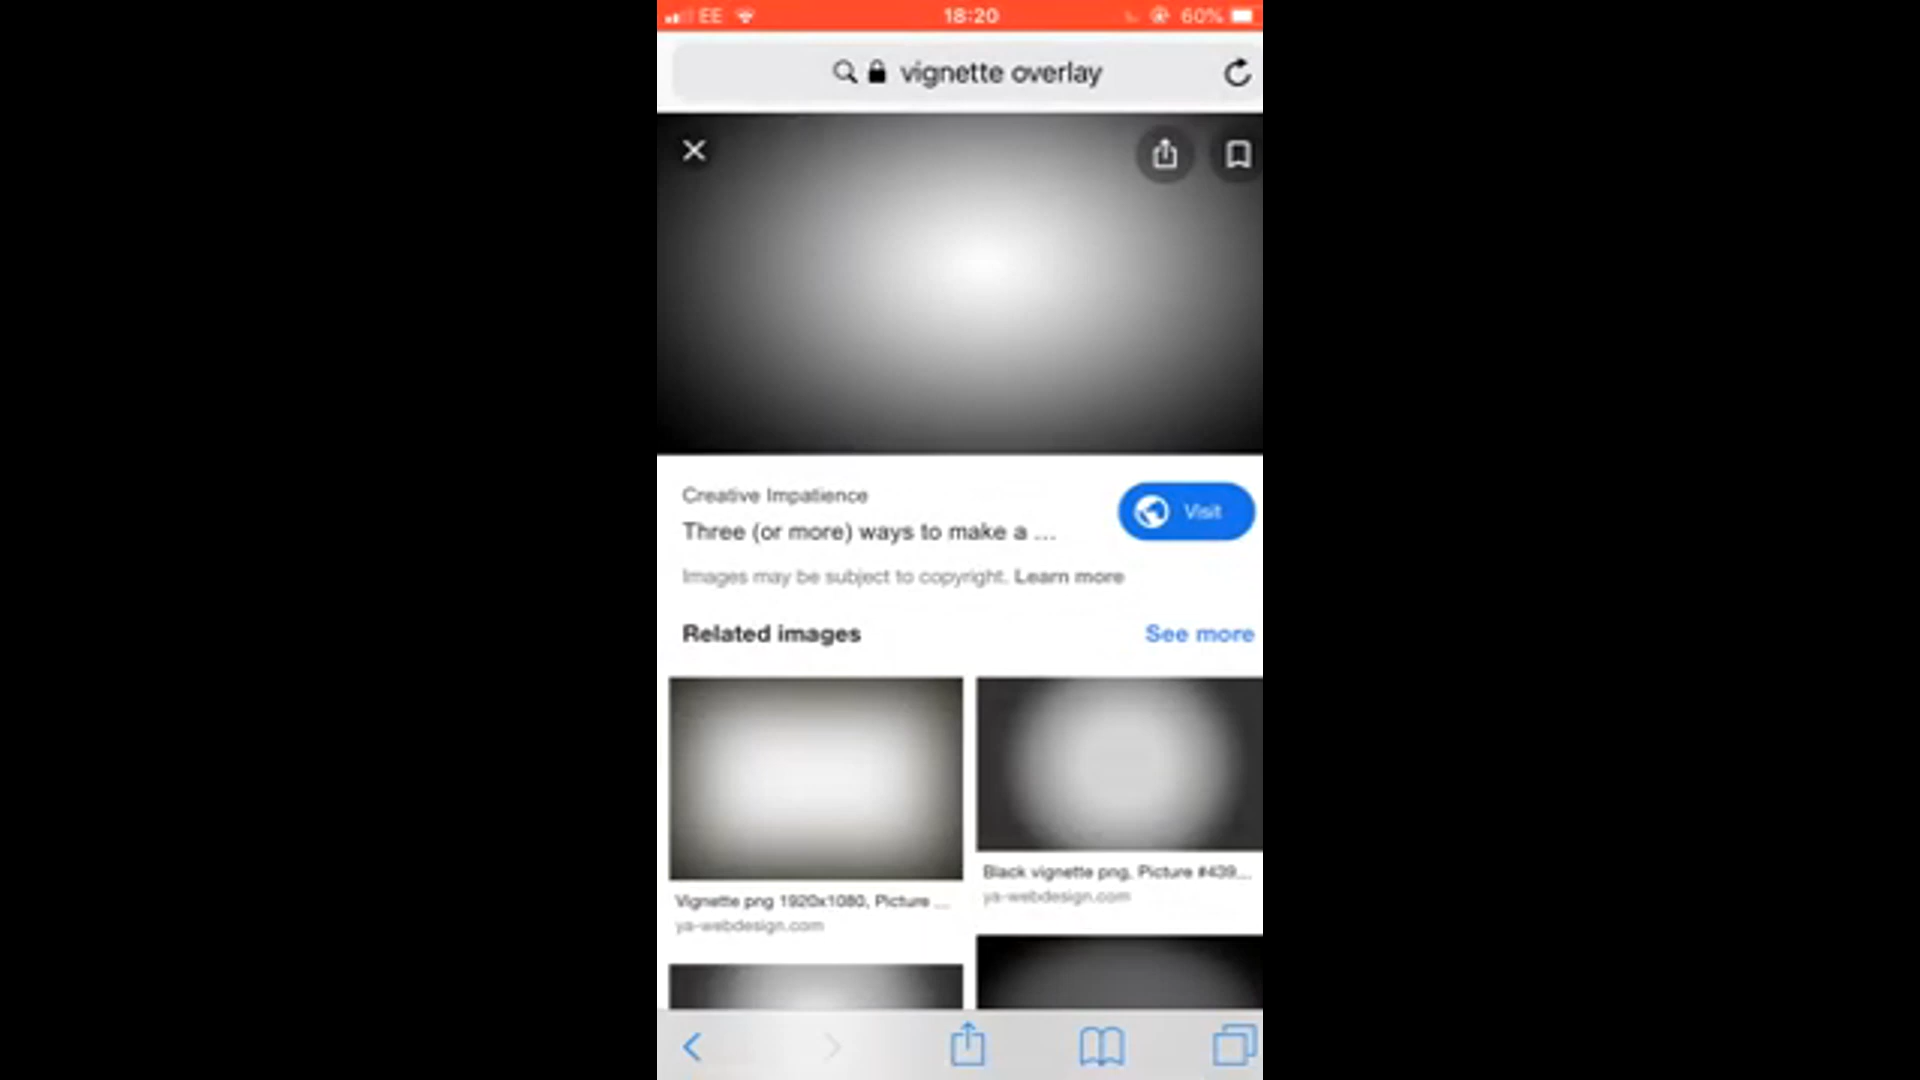 EE 18:20 60%
vignette overlay
Creative Impatience
Three (or more) ways to make a ...
Visit
Images may be subject to copyright. Learn more
Related images
See more
Vignette png 1920x1080, Picture ...
ya-webdesign.com
Black vignette png, Picture #439...
ya-webdesign.com